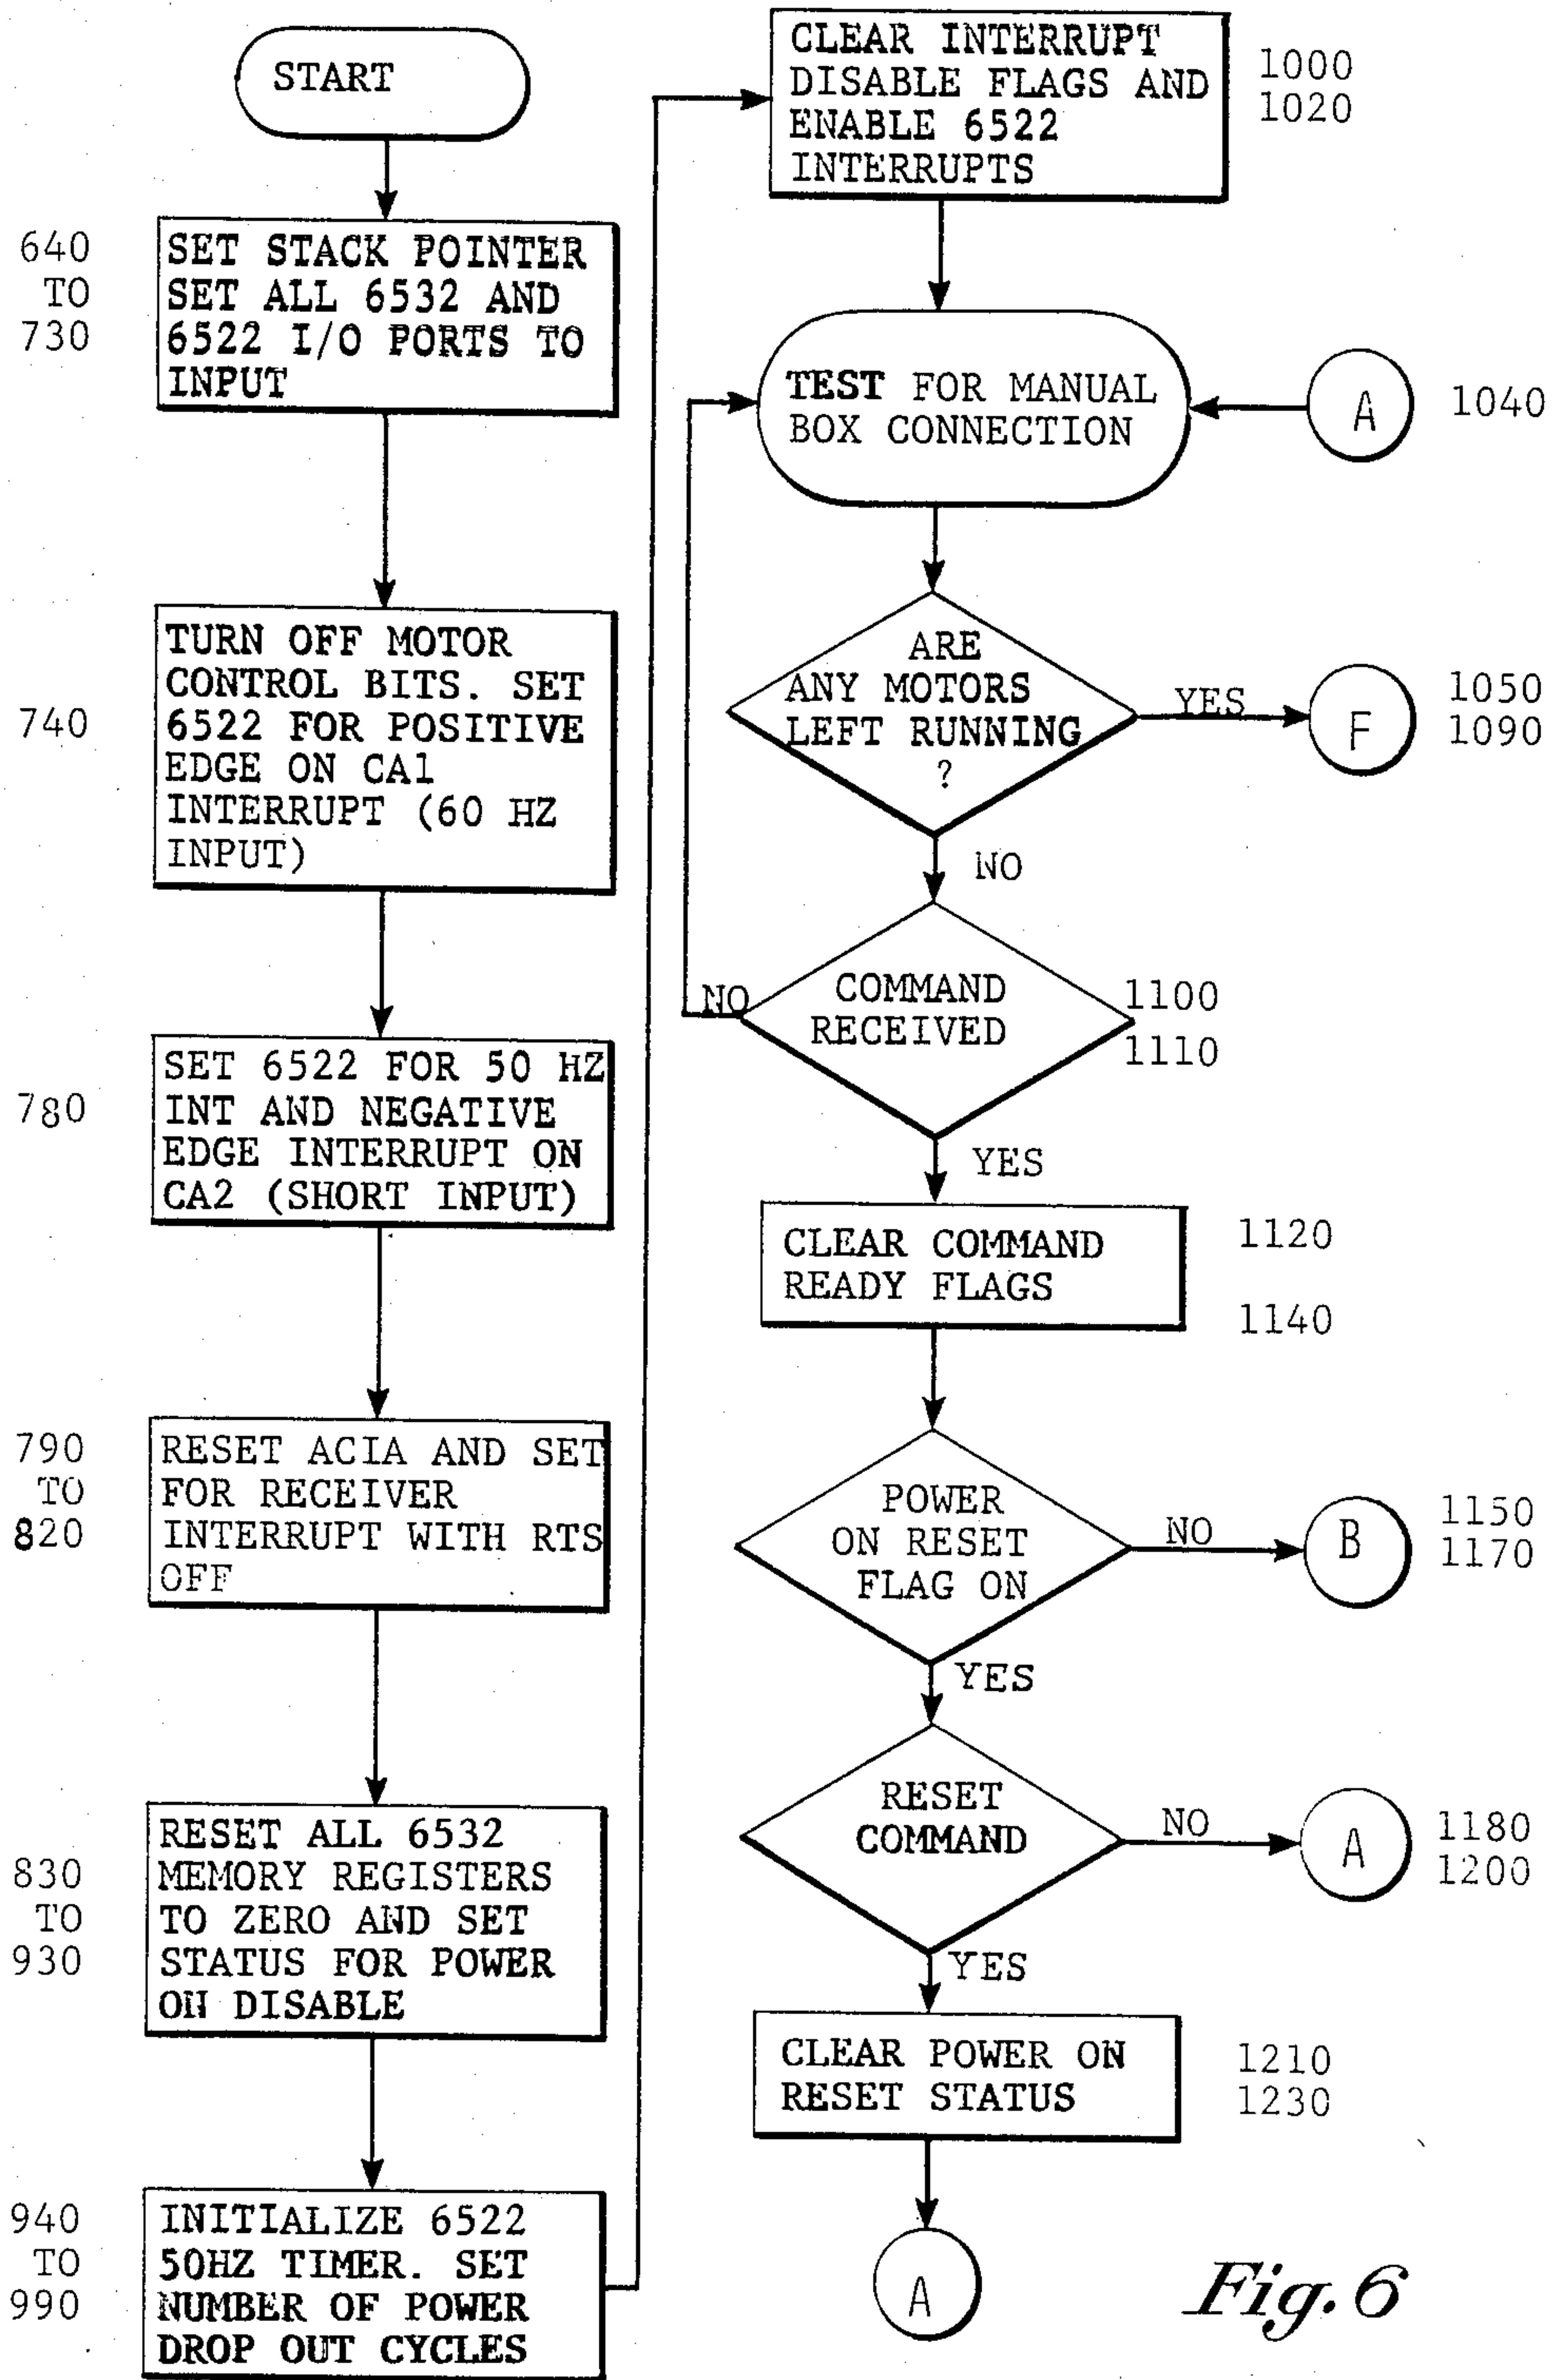 START
640
TO
730
SET STACK POINTER
SET ALL 6532 AND
6522 I/O PORTS TO
INPUT
740
TURN OFF MOTOR
CONTROL BITS. SET
6522 FOR POSITIVE
EDGE ON CA1
INTERRUPT (60 HZ
INPUT)
780
SET 6522 FOR 50 HZ
INT AND NEGATIVE
EDGE INTERRUPT ON
CA2 (SHORT INPUT)
790
TO
820
RESET ACIA AND SET
FOR RECEIVER
INTERRUPT WITH RTS
OFF
830
TO
930
RESET ALL 6532
MEMORY REGISTERS
TO ZERO AND SET
STATUS FOR POWER
ON DISABLE
940
TO
990
INITIALIZE 6522
50HZ TIMER. SET
NUMBER OF POWER
DROP OUT CYCLES
CLEAR INTERRUPT
DISABLE FLAGS AND
ENABLE 6522
INTERRUPTS
1000
1020
TEST FOR MANUAL
BOX CONNECTION
A
1040
ARE
ANY MOTORS
LEFT RUNNING
?
YES
F
1050
1090
NO
COMMAND
RECEIVED
NO
1100
1110
YES
CLEAR COMMAND
READY FLAGS
1120
1140
POWER
ON RESET
FLAG ON
NO
B
1150
1170
YES
RESET
COMMAND
NO
A
1180
1200
YES
CLEAR POWER ON
RESET STATUS
1210
1230
A
Fig. 6